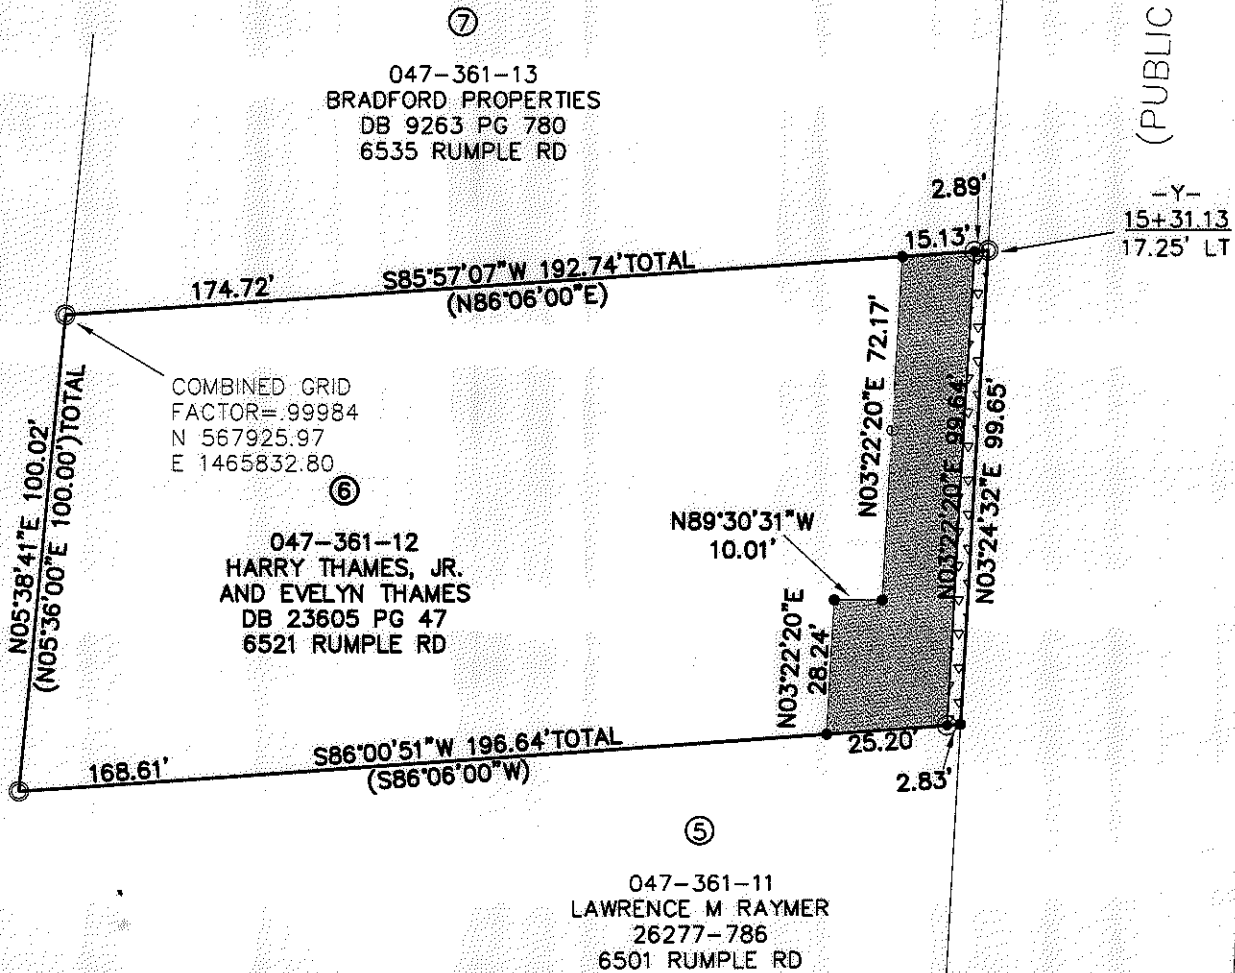 ⑦
047-361-13
BRADFORD PROPERTIES
DB 9263 PG 780
6535 RUMPLE RD
(PUBLIC
2.89'
-Y-
15+31.13
17.25' LT
15.13'
174.72'
S85°57'07"W 192.74'TOTAL
(N86°06'00"E)
COMBINED GRID
FACTOR=.99984
N 567925.97
E 1465832.80
N05°38'41"E 100.02'
(N05°36'00"E 100.00')TOTAL
N03°22'20"E 72.17'
N03°22'20"E 99.64'
N03°24'32"E 99.65'
⑥
047-361-12
HARRY THAMES, JR.
AND EVELYN THAMES
DB 23605 PG 47
6521 RUMPLE RD
N89°30'31"W
10.01'
N03°22'20"E
28.24'
168.61'
S86°00'51"W 196.64'TOTAL
(S86°06'00"W)
25.20'
2.83'
⑤
047-361-11
LAWRENCE M RAYMER
26277-786
6501 RUMPLE RD